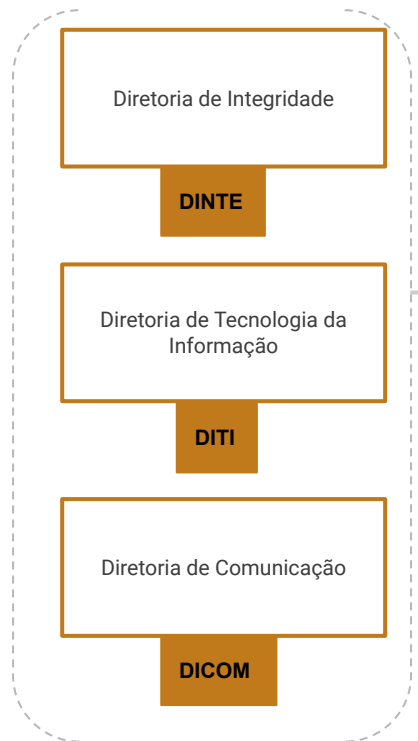 Diretoria de Integridade
DINTE
Diretoria de Tecnologia da
Informação
DITI
Diretoria de Comunicação
DICOM